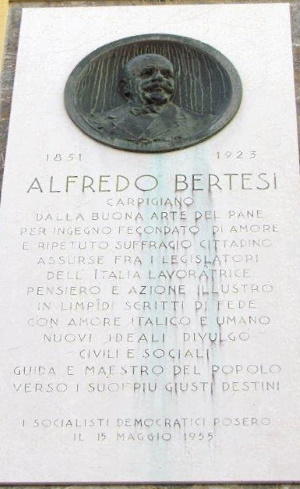 1851 1923
ALFREDO BERTESI
CARPIGIANO
DALLA BUONA ARTE DEL PANE
PER INGEGNO FECONDATO DI AMORE
E RIPETUTO SUFFRAGIO CITTADINO
ASSURSE FRA I LEGISLATORI
DELL'ITALIA LAVORATRICE
PENSIERO E AZIONE ILLUSTRO
IN LIMPIDI SCRITTI DI FEDE
CON AMORE ITALICO E UMANO
NUOVI IDEALI DIVULGO
CIVILI E SOCIALI
GUIDA E MAESTRO DEL POPOLO
VERSO I SUOI PIU GIUSTI DESTINI
I SOCIALISTI DEMOCRATICI POSERO
IL 15 MAGGIO 1955